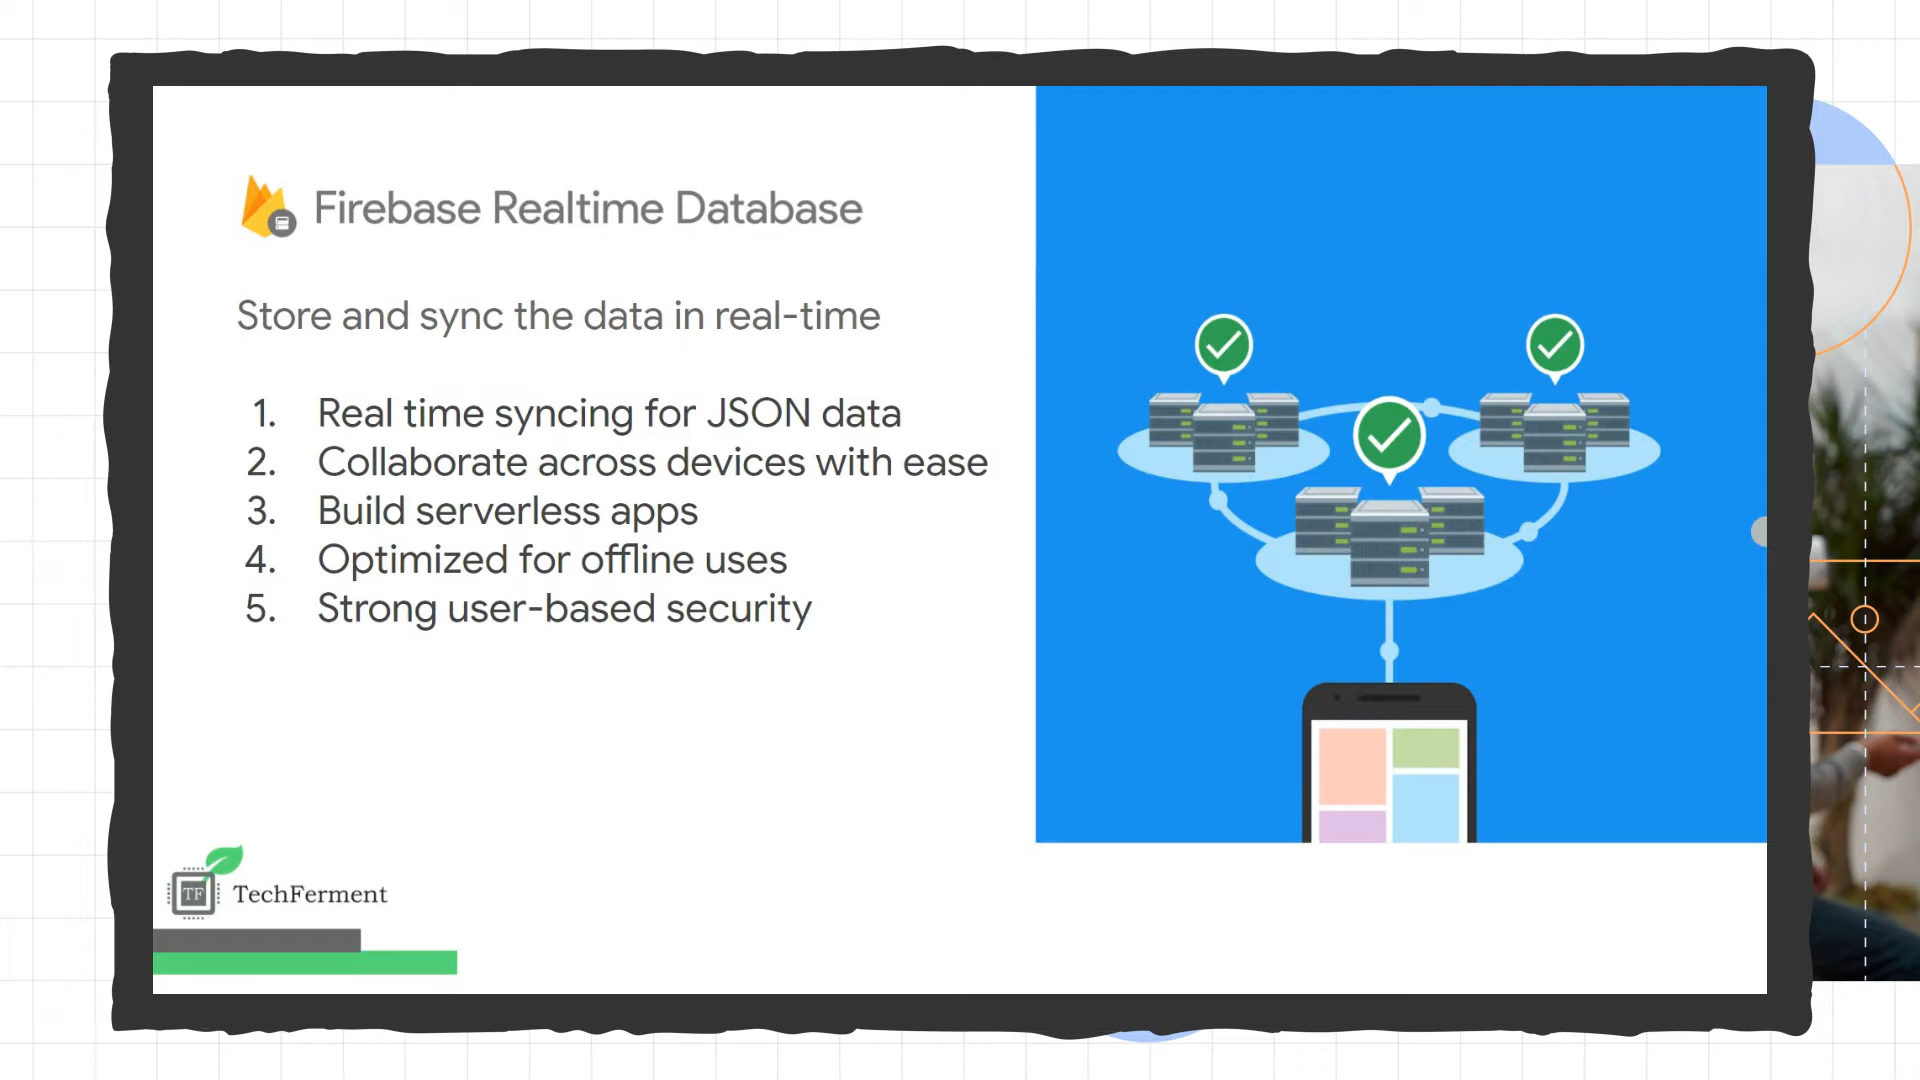 Firebase Realtime Database
Store and sync the data in real-time
1. Real time syncing for JSON data
2. Collaborate across devices with ease
3. Build serverless apps
4. Optimized for offline uses
5. Strong user-based security
TF
TechFerment